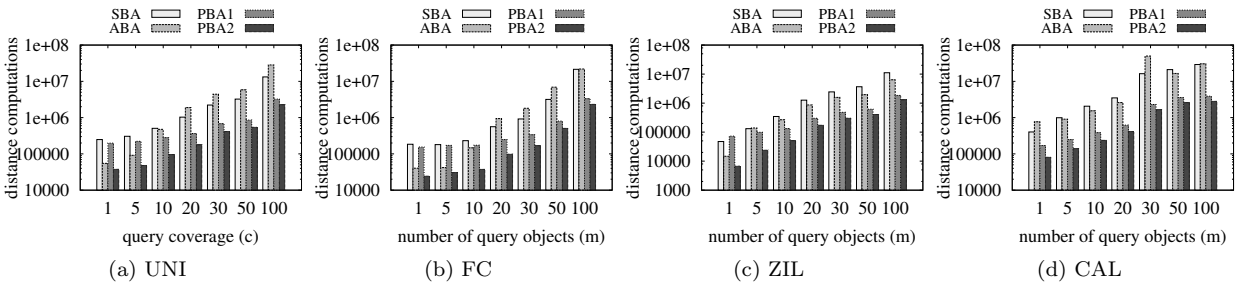 SBA PBA1
ABA PBA2
distance computations
1e+08
1e+07
1e+06
100000
10000
1 5 10 20 30 50 100
query coverage (c)
(a) UNI
SBA PBA1
ABA PBA2
distance computations
1e+08
1e+07
1e+06
100000
10000
1 5 10 20 30 50 100
number of query objects (m)
(b) FC
SBA PBA1
ABA PBA2
distance computations
1e+08
1e+07
1e+06
100000
10000
1000
1 5 10 20 30 50 100
number of query objects (m)
(c) ZIL
SBA PBA1
ABA PBA2
distance computations
1e+08
1e+07
1e+06
100000
10000
1 5 10 20 30 50 100
number of query objects (m)
(d) CAL